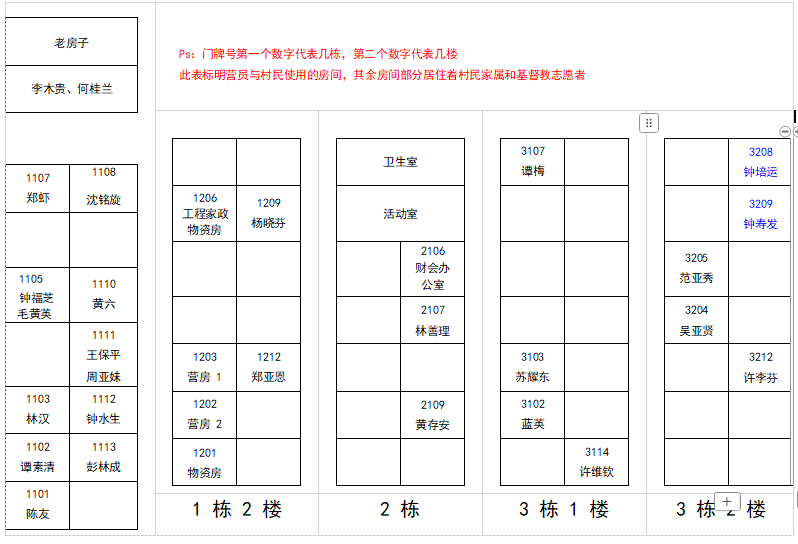 老房子
李木贵、何桂兰
Ps：门牌号第一个数字代表几栋，第二个数字代表几楼
此表标明营员与村民使用的房间，其余房间部分居住着村民家属和基督教志愿者
1107
郑虾
1108
沈铭旋
1105
钟福芝
毛黄英
1110
黄六
1111
王保平
周亚妹
1103
林汉
1112
钟水生
1102
谭素清
1113
彭林成
1101
陈友
1206
工程家政
物资房
1209
杨晓芬
1203
营房 1
1212
郑亚恩
1202
营房 2
1201
物资房
1 栋 2 楼
卫生室
活动室
2106
财会办
公室
2107
林善理
2109
黄存安
2 栋
3107
谭梅
3103
苏耀东
3102
蓝英
3114
许维钦
3 栋 1 楼
3208
钟培运
3209
钟寿发
3205
范亚秀
3204
吴亚贤
3212
许李芬
3 栋 2 楼